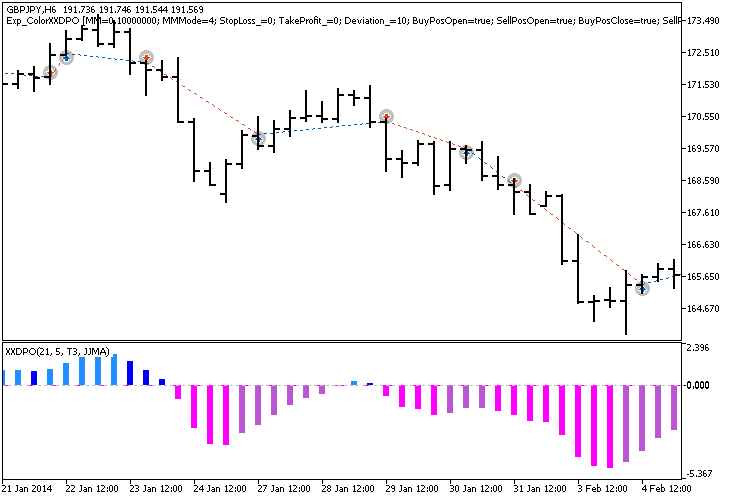 GBPJPY,H6 191.736 191.746 191.544 191.569
Exp_ColorXXDPO [MM=0.10000000; MMMode=4; StopLoss_=0; TakeProfit_=0; Deviation_=10; BuyPosOpen=true; SellPosOpen=true; BuyPosClose=true; SellP
173.490
172.510
171.530
170.550
169.570
168.590
167.610
166.630
165.650
164.670
XXDPO(21, 5, T3, JJMA)
2.396
0.000
-5.367
21 Jan 2014
22 Jan 12:00
23 Jan 12:00
24 Jan 12:00
27 Jan 12:00
28 Jan 12:00
29 Jan 12:00
30 Jan 12:00
31 Jan 12:00
3 Feb 12:00
4 Feb 12:00